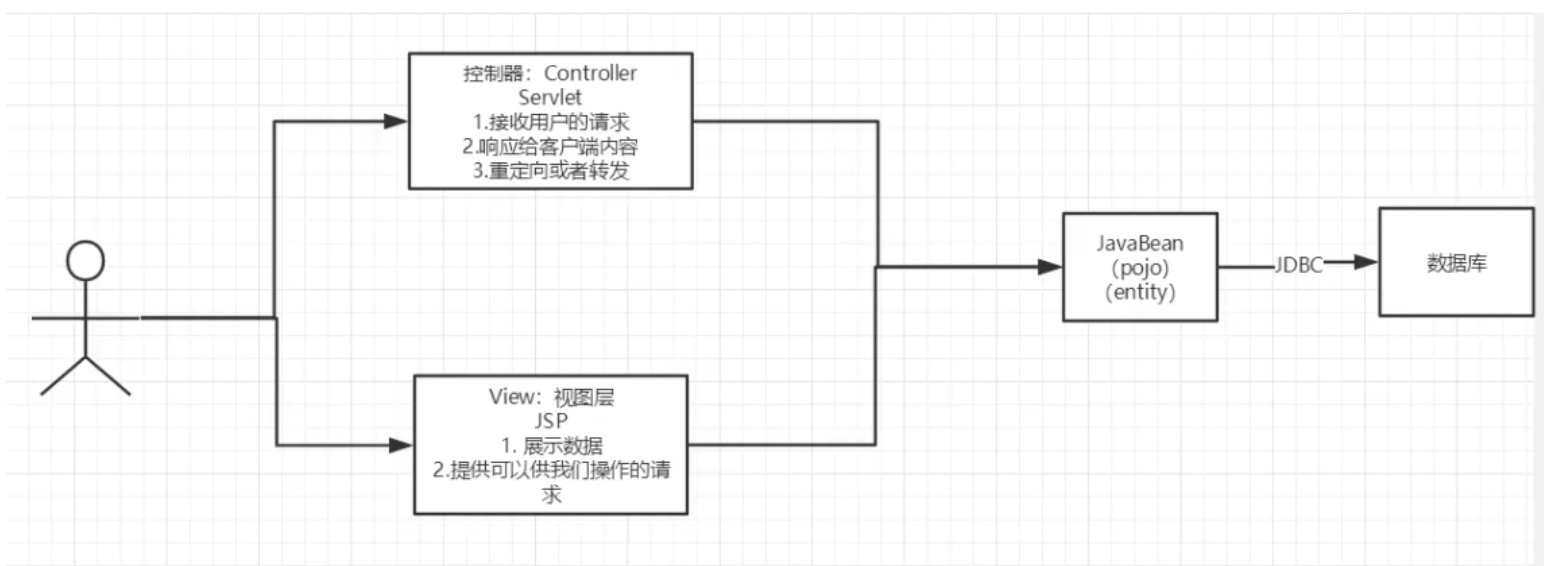 控制器：Controller
Servlet
1.接收用户的请求
2.响应给客户端内容
3.重定向或者转发
View：视图层
JSP
1. 展示数据
2.提供可以供我们操作的请
求
JavaBean
（pojo）
（entity）
JDBC
数据库